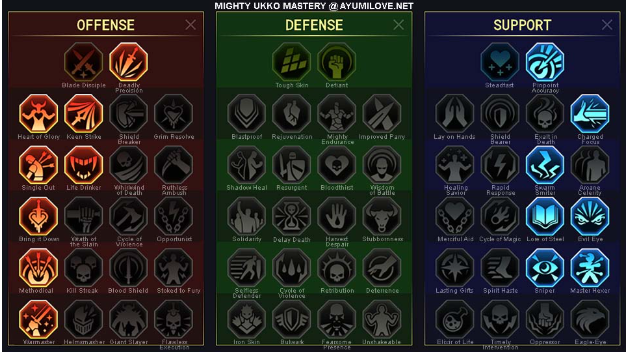 MIGHTY UKKO MASTERY @ AYUMILOVE.NET
OFFENSE
Blade Disciple
Deadly
Precision
Heart of Glory
Keen Strike
Shield
Breaker
Grim Resolve
Single Out
Life Drinker
Whirlwind
of Death
Ruthless
Ambush
Bring it Down
Wrath of
the Slain
Cycle of
Violence
Opportunist
Methodical
Kill Streak
Blood Shield
Stoked to Fury
Warmaster
Helmsmasher
Giant Slayer
Flawless
Execution
DEFENSE
Tough Skin
Defiant
Blastproof
Rejuvenation
Mighty
Endurance
Improved Parry
Shadow Heal
Resurgent
Bloodthirst
Wisdom
of Battle
Solidarity
Delay Death
Harvest
Despair
Stubbornness
Selfless
Defender
Cycle of
Violence
Retribution
Deterrence
Iron Skin
Bulwark
Fearsome
Presence
Unshakeable
SUPPORT
Steadfast
Pinpoint
Accuracy
Lay on Hands
Shield
Bearer
Exalt in
Death
Charged
Focus
Healing
Savior
Rapid
Response
Swarm
Smiter
Arcane
Celerity
Merciful Aid
Cycle of Magic
Lore of Steel
Evil Eye
Lasting Gifts
Spirit Haste
Sniper
Master Hexer
Elixir of Life
Timely
Intervention
Oppressor
Eagle-Eye